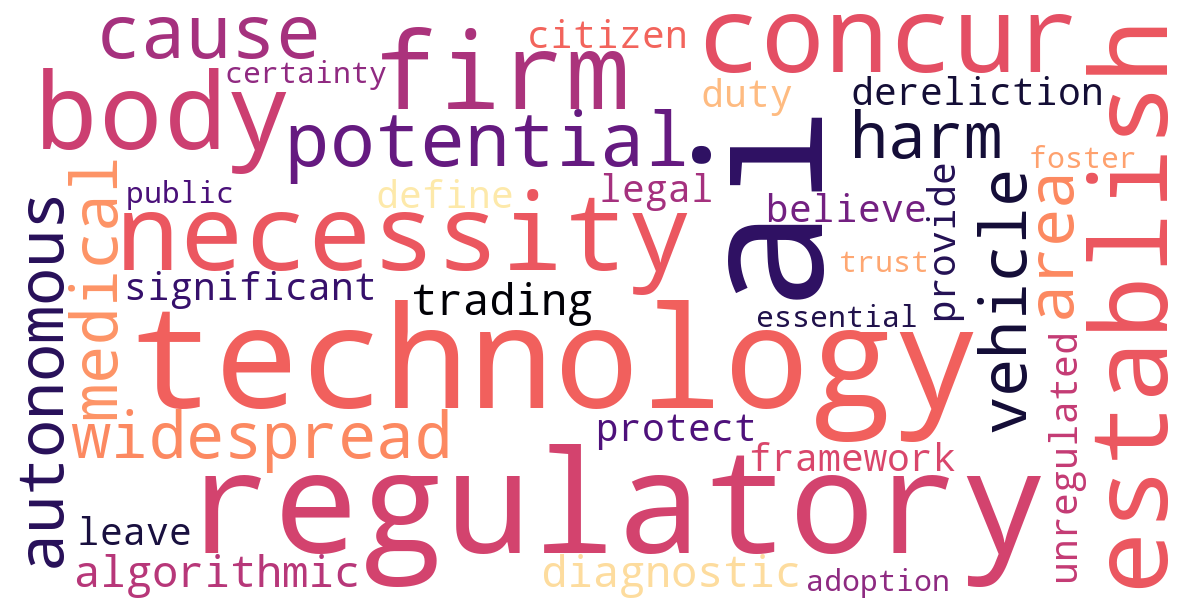 cause
citizen
concur
firm
certainty
body
duty
dereliction
potential
ai
harm
establish
foster
medical
public
define
legal
believe
provide
vehicle
area
autonomous
necessity
significant
trading
trust
essential
technology
unregulated
widespread
protect
framework
regulatory
leave
algorithmic
diagnostic
adoption